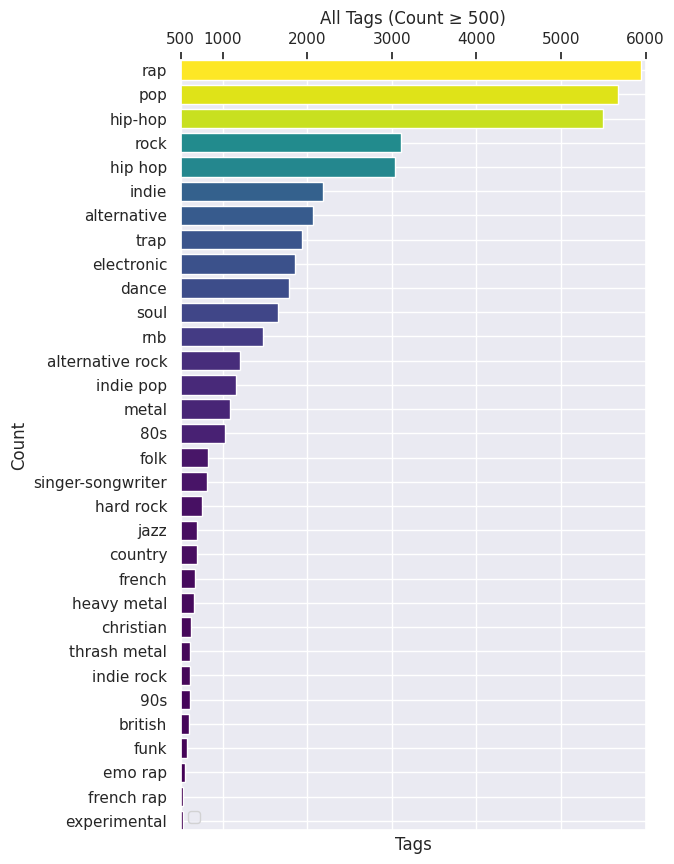 All Tags (Count ≥ 500)
500 1000 2000 3000 4000 5000 6000
rap
pop
hip-hop
rock
hip hop
indie
alternative
trap
electronic
dance
soul
rnb
alternative rock
indie pop
metal
80s
folk
singer-songwriter
hard rock
jazz
country
french
heavy metal
christian
thrash metal
indie rock
90s
british
funk
emo rap
french rap
experimental
Count
Tags